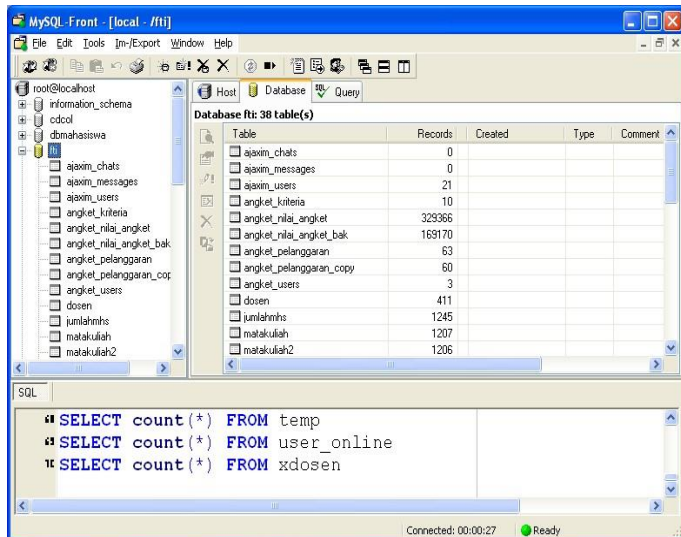 MySQL-Front - [local - /fti]
File Edit Tools Im-/Export Window Help
root@localhost
information_schema
cdcol
dbmahasiswa
fti
ajaxim_chats
ajaxim_messages
ajaxim_users
angket_kriteria
angket_nilai_angket
angket_nilai_angket_bak
angket_pelanggaran
angket_pelanggaran_cop
angket_users
dosen
jumlahmhs
matakuliah
matakuliah2
Host Database SQL Query
Database fti: 38 table(s)
Table Records Created Type Comment
ajaxim_chats 0
ajaxim_messages 0
ajaxim_users 21
angket_kriteria 10
angket_nilai_angket 329366
angket_nilai_angket_bak 169170
angket_pelanggaran 63
angket_pelanggaran_copy 60
angket_users 3
dosen 411
jumlahmhs 1245
matakuliah 1207
matakuliah2 1206
SQL
SELECT count(*) FROM temp
SELECT count(*) FROM user_online
SELECT count(*) FROM xdosen
Connected: 00:00:27 Ready